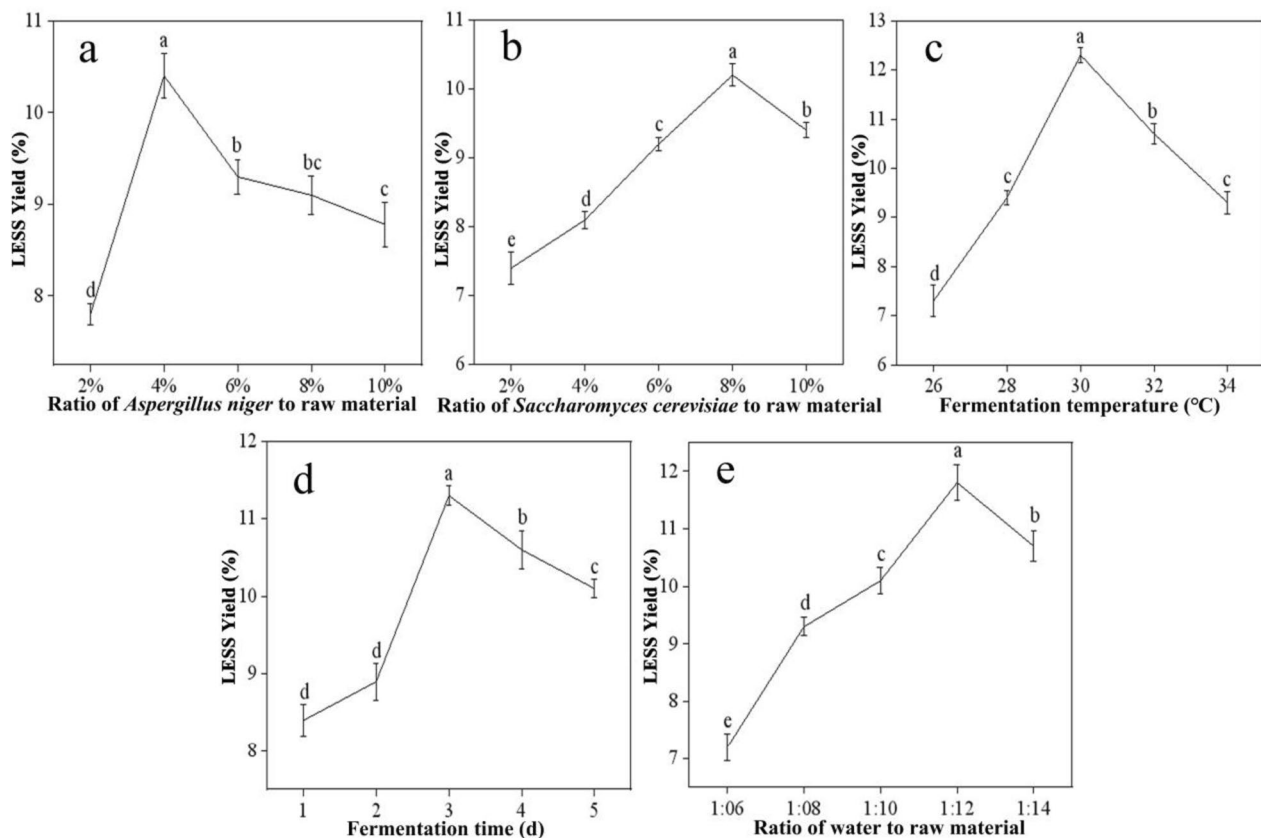 a
11
10
9
8
LESS Yield (%)
a
b
bc
c
d
2% 4% 6% 8% 10%
Ratio of Aspergillus niger to raw material
b
11
10
9
8
7
6
LESS Yield (%)
a
b
c
d
e
2% 4% 6% 8% 10%
Ratio of Saccharomyces cerevisiae to raw material
c
13
12
11
10
9
8
7
6
LESS Yield (%)
a
b
c
c
d
26 28 30 32 34
Fermentation temperature (°C)
d
12
11
10
9
8
LESS Yield (%)
a
b
c
d
d
1 2 3 4 5
Fermentation time (d)
e
12
11
10
9
8
7
LESS Yield (%)
a
b
c
d
e
1:06 1:08 1:10 1:12 1:14
Ratio of water to raw material